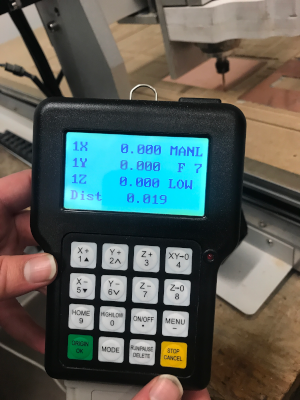 1X 0.000 MANL
1Y 0.000 F 7
1Z 0.000 LOW
Dist 0.019
X+ Y+ Z+ XY→0
1▲ 2∧ 3 4
X− Y− Z− Z→0
5▼ 6∨ 7 8
HOME HIGH/LOW ON/OFF MENU
9 0 • −
ORIGIN MODE RUN/PAUSE STOP
OK DELETE CANCEL